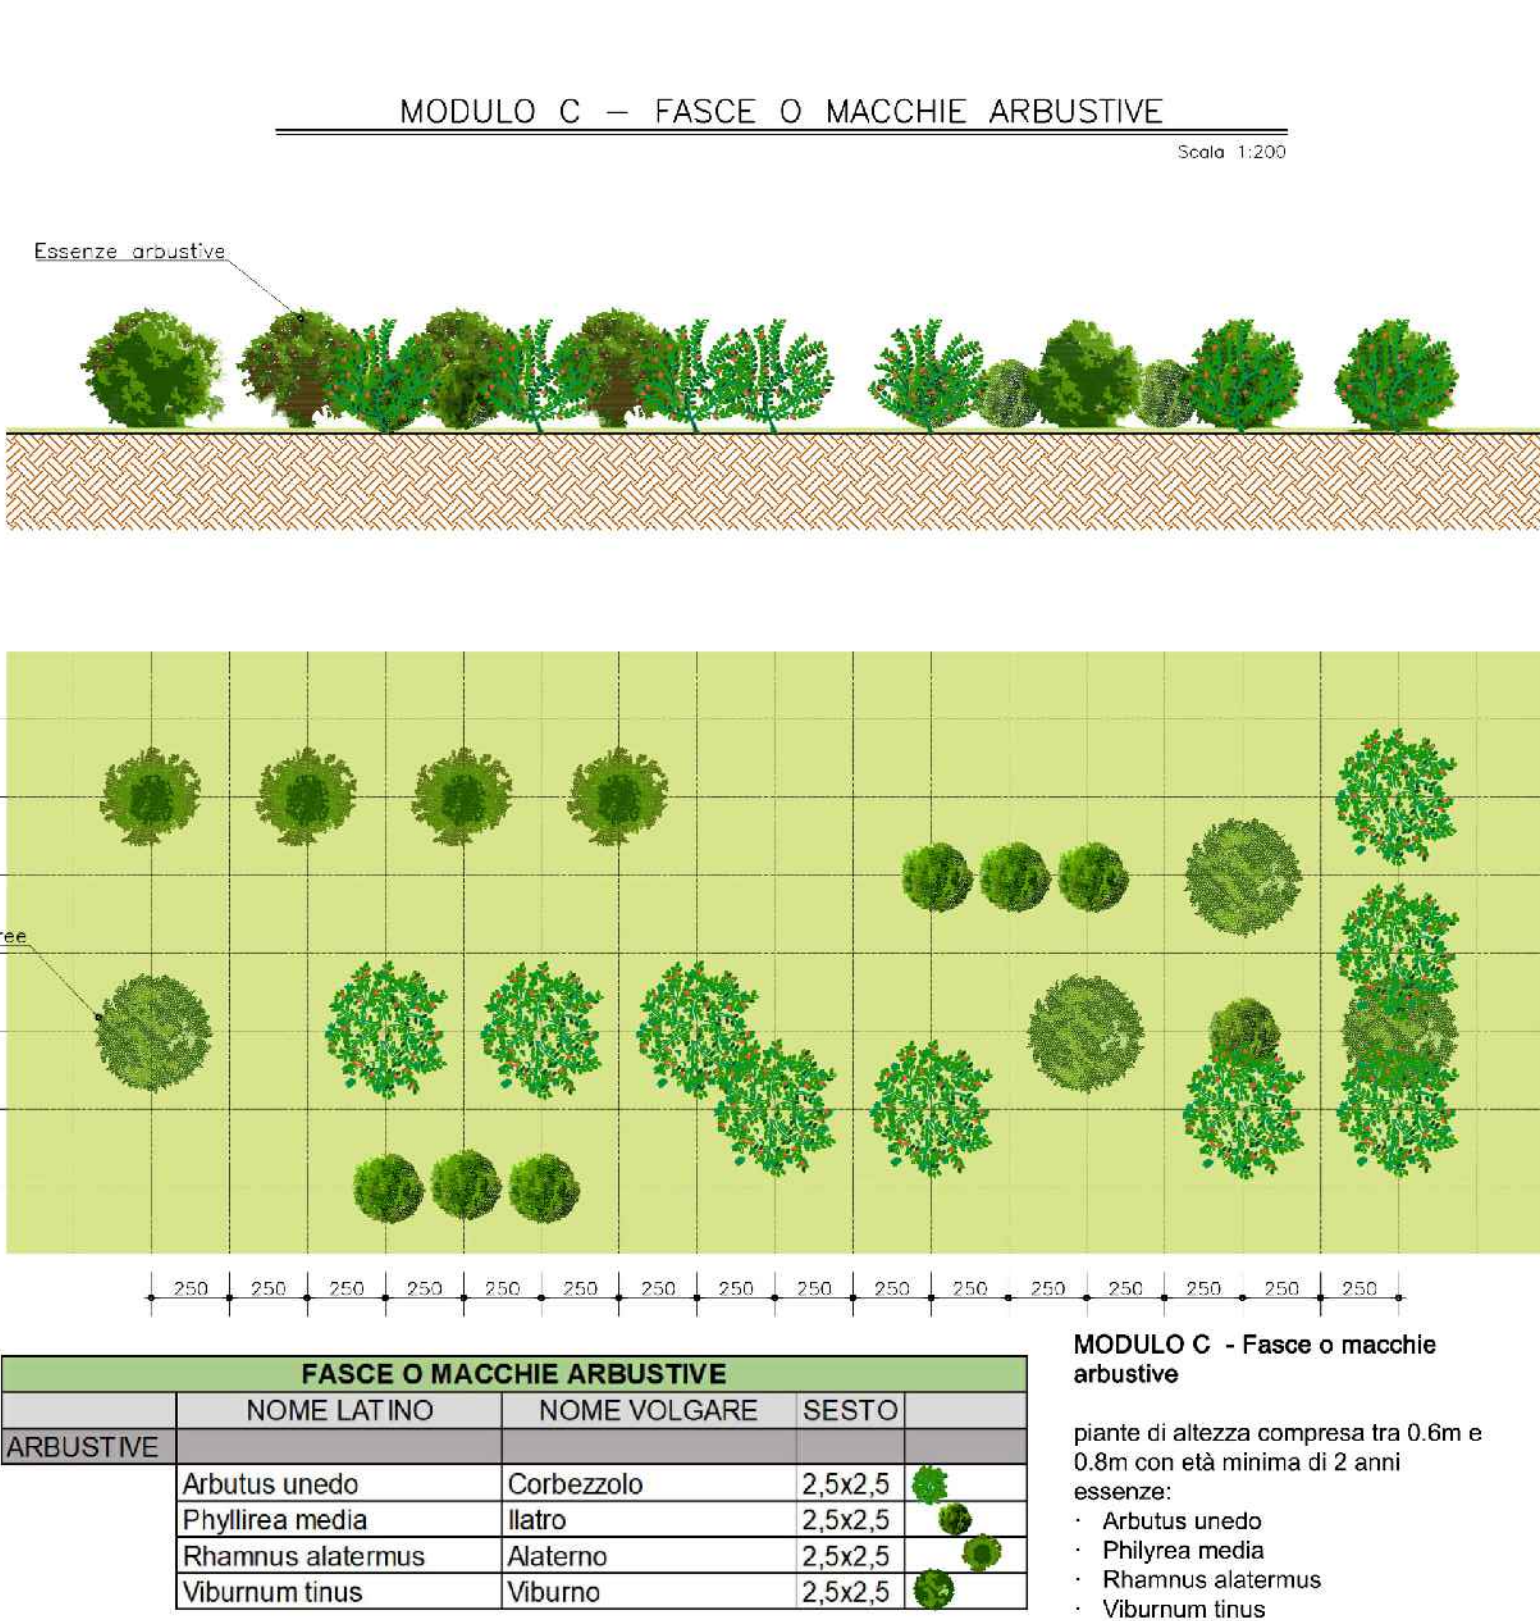 MODULO C – FASCE O MACCHIE ARBUSTIVE
Scala 1:200
Essenze arbustive
ree
250 250 250 250 250 250 250 250 250 250 250 250 250 250 250 250
FASCE O MACCHIE ARBUSTIVE
NOME LATINO NOME VOLGARE SESTO
ARBUSTIVE
Arbutus unedo Corbezzolo 2,5x2,5
Phyllirea media Ilatro 2,5x2,5
Rhamnus alatermus Alaterno 2,5x2,5
Viburnum tinus Viburno 2,5x2,5
MODULO C - Fasce o macchie
arbustive
piante di altezza compresa tra 0.6m e
0.8m con età minima di 2 anni
essenze:
· Arbutus unedo
· Philyrea media
· Rhamnus alatermus
· Viburnum tinus